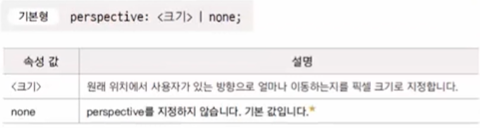 기본형 perspective: <크기> | none;
속성 값 설명
<크기> 원래 위치에서 사용자가 있는 방향으로 얼마나 이동하는지를 픽셀 크기로 지정합니다.
none perspective를 지정하지 않습니다. 기본 값입니다.*